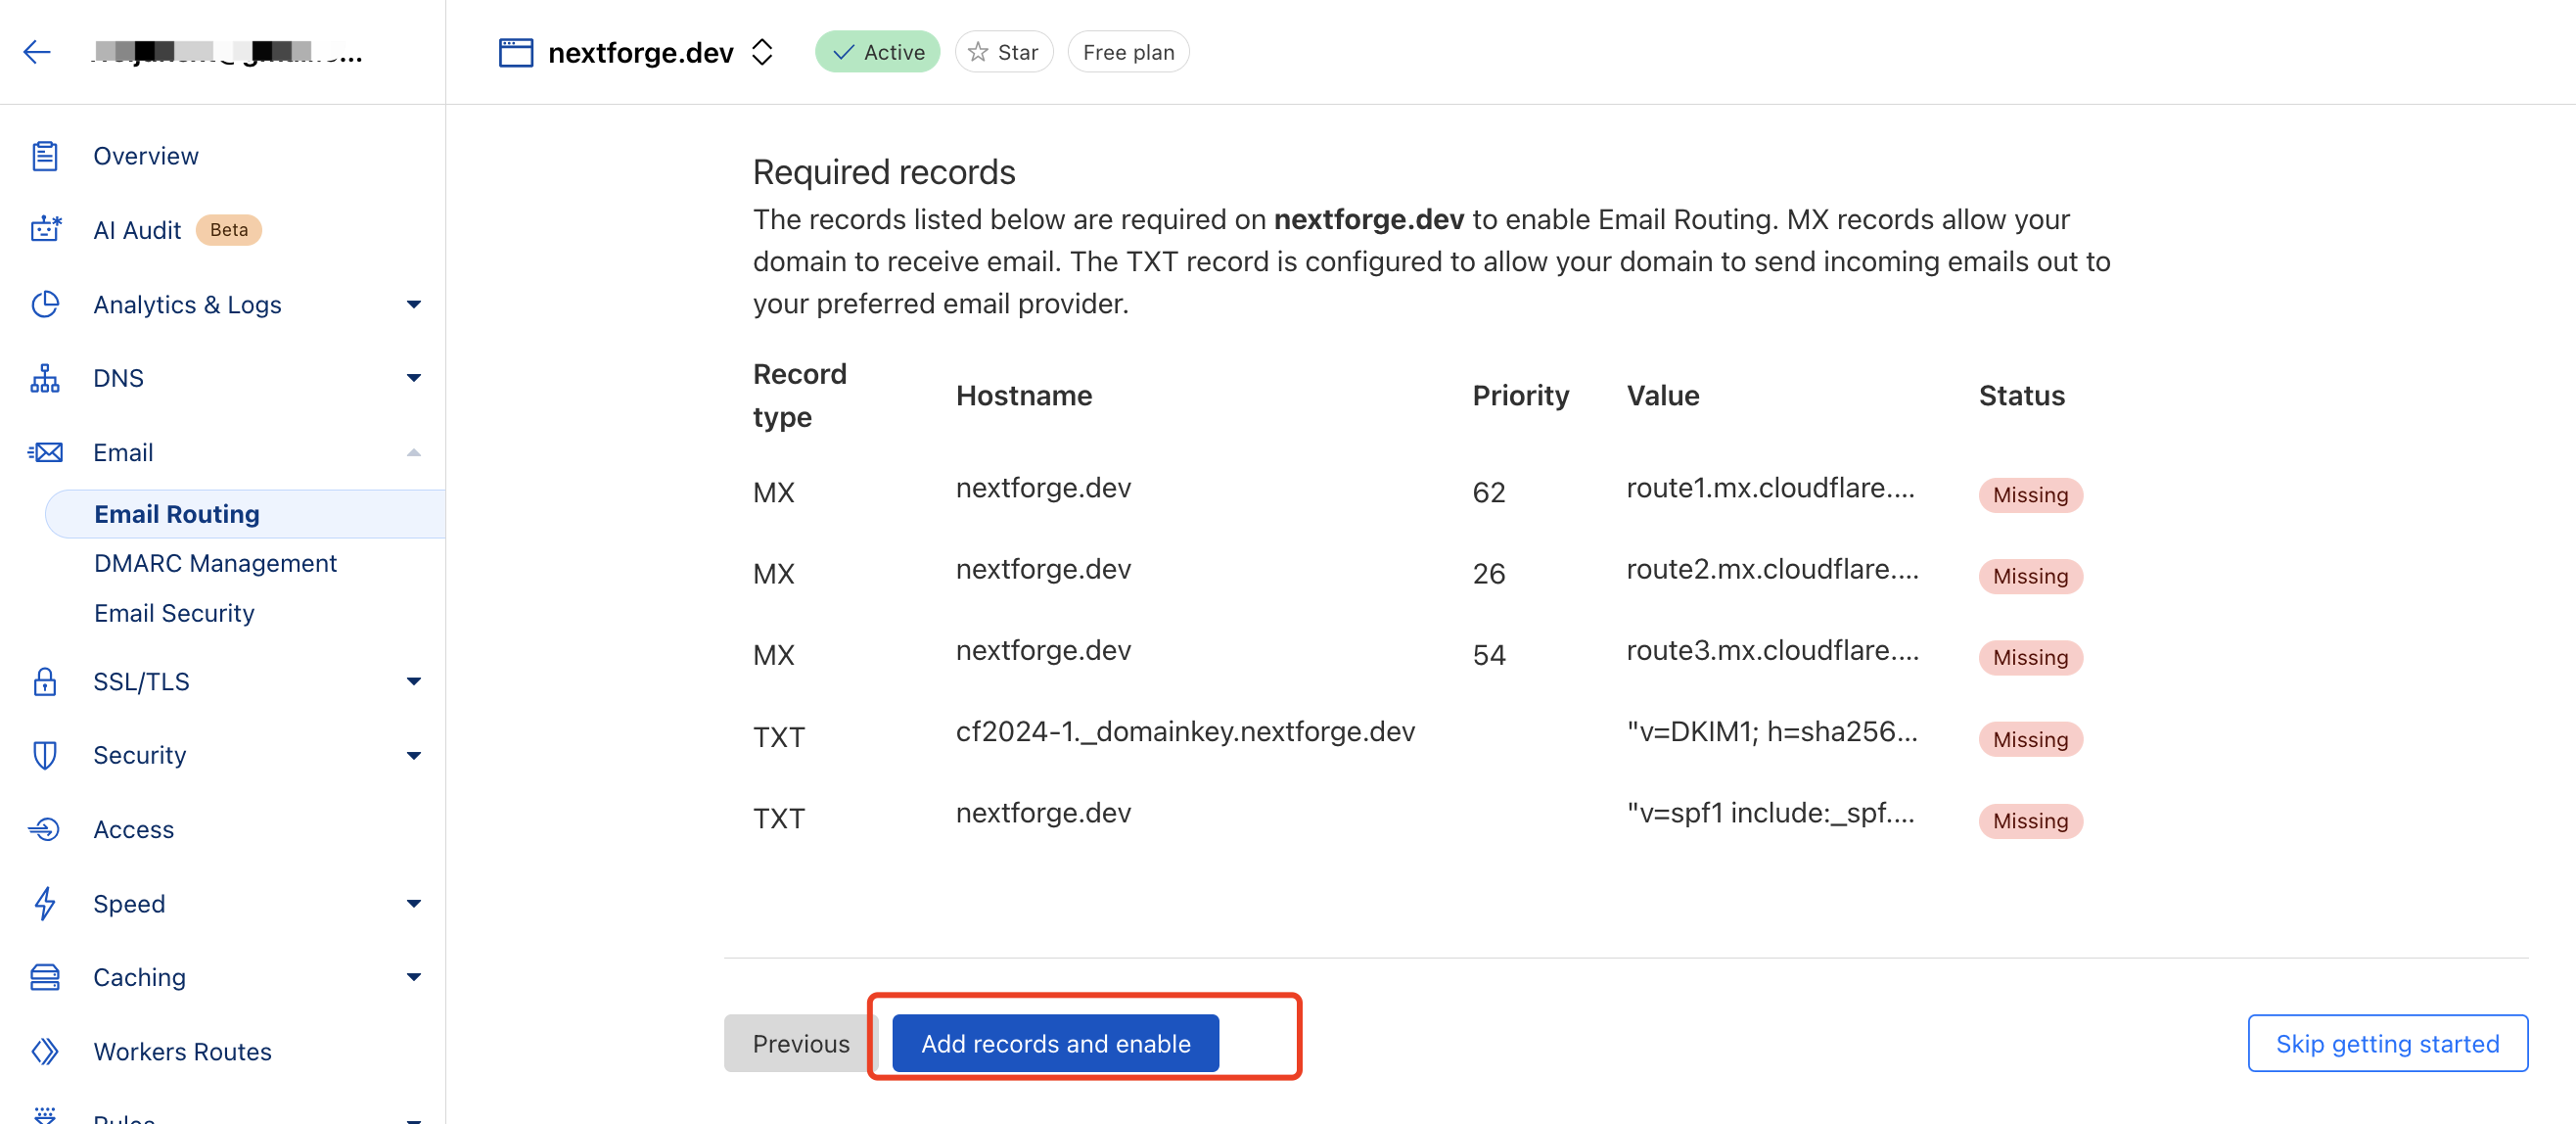 nextforge.dev
Active
Star
Free plan
Overview
AI Audit Beta
Analytics & Logs
DNS
Email
Email Routing
DMARC Management
Email Security
SSL/TLS
Security
Access
Speed
Caching
Workers Routes
Rules
Required records
The records listed below are required on nextforge.dev to enable Email Routing. MX records allow your
domain to receive email. The TXT record is configured to allow your domain to send incoming emails out to
your preferred email provider.
Record type Hostname Priority Value Status
MX nextforge.dev 62 route1.mx.cloudflare.... Missing
MX nextforge.dev 26 route2.mx.cloudflare.... Missing
MX nextforge.dev 54 route3.mx.cloudflare.... Missing
TXT cf2024-1._domainkey.nextforge.dev "v=DKIM1; h=sha256... Missing
TXT nextforge.dev "v=spf1 include:_spf.... Missing
Previous
Add records and enable
Skip getting started